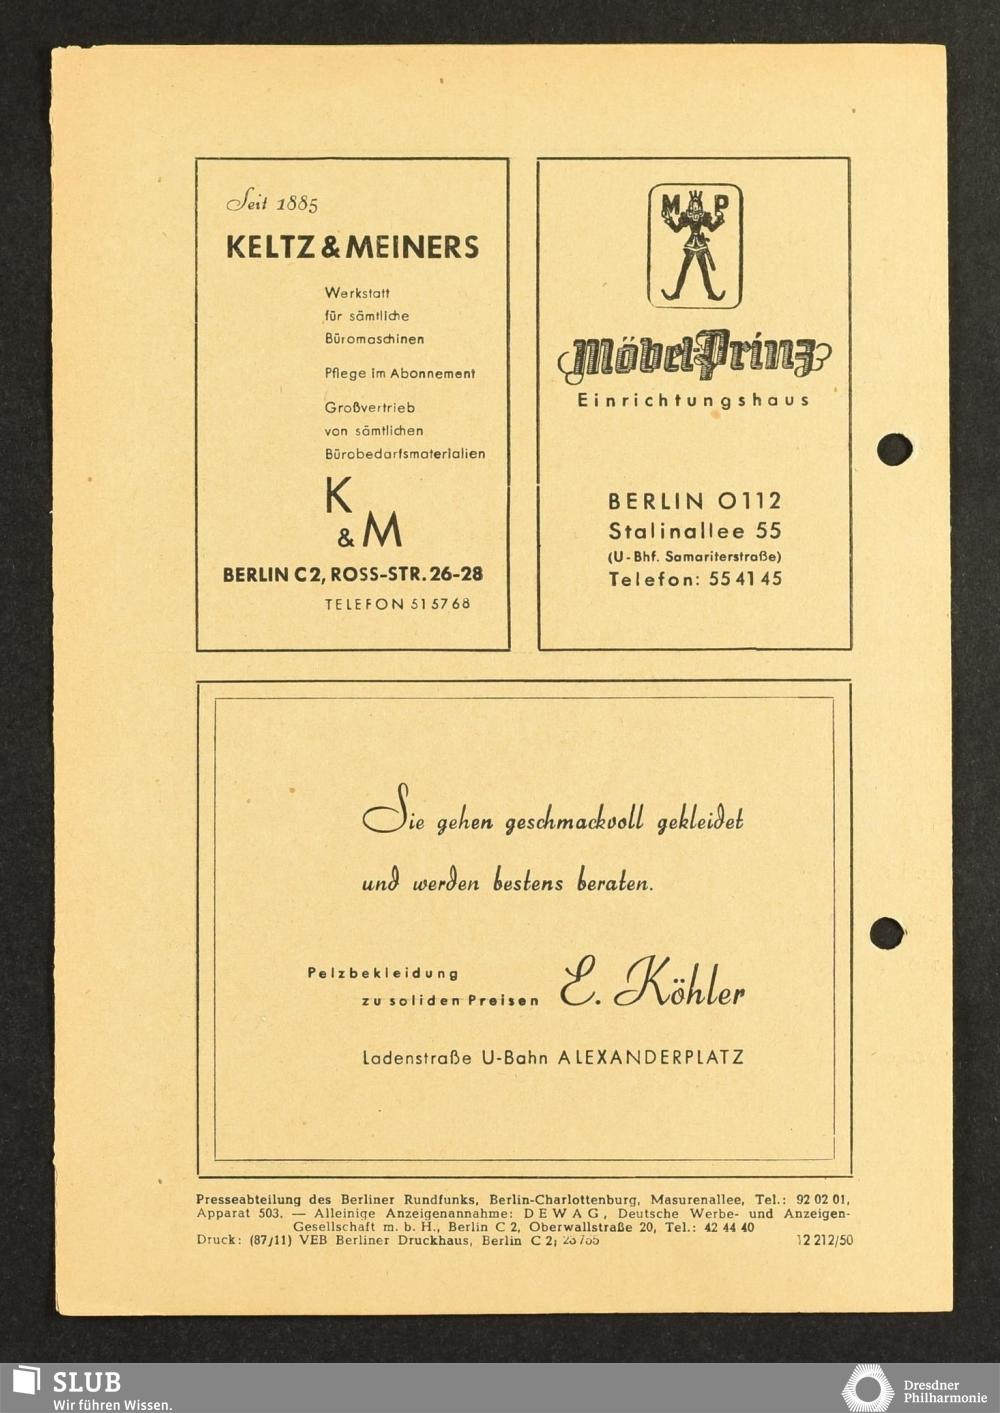 Seit 1885
KELTZ & MEINERS
Werkstatt
für sämtliche
Büromaschinen
Pflege im Abonnement
Großvertrieb
von sämtlichen
Bürobedarfsmaterialien
K
& M
BERLIN C 2, ROSS-STR. 26-28
TELEFON 51 57 68
M P
Möbel-Prinz
Einrichtungshaus
BERLIN O 112
Stalinallee 55
(U-Bhf. Samariterstraße)
Telefon: 55 41 45
Sie gehen geschmackvoll gekleidet
und werden bestens beraten.
Pelzbekleidung
zu soliden Preisen E. Köhler
Ladenstraße U-Bahn ALEXANDERPLATZ
Presseabteilung des Berliner Rundfunks, Berlin-Charlottenburg, Masurenallee, Tel.: 92 02 01,
Apparat 503. — Alleinige Anzeigenannahme: DEWAG, Deutsche Werbe- und Anzeigen-
Gesellschaft m. b. H., Berlin C 2, Oberwallstraße 20, Tel.: 42 44 40
Druck: (87/11) VEB Berliner Druckhaus, Berlin C 2; 12 212/50
SLUB
Wir führen Wissen.
Dresdner
Philharmonie